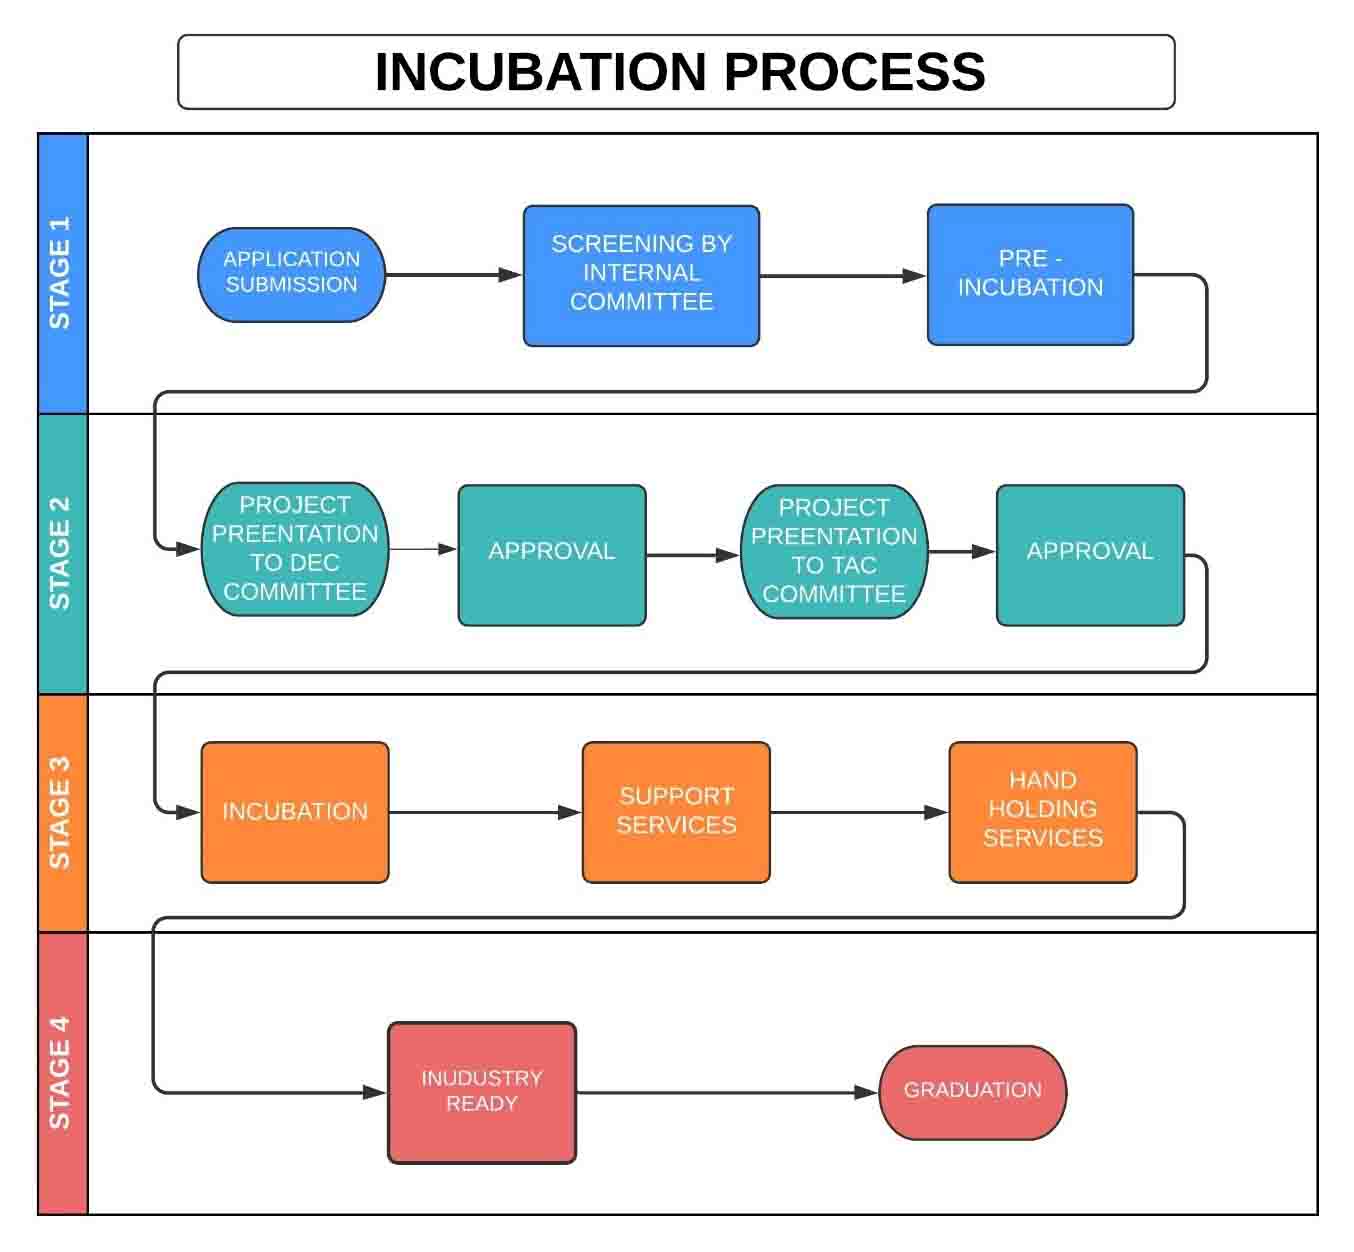 INCUBATION PROCESS
STAGE 1
APPLICATION
SUBMISSION
SCREENING BY
INTERNAL
COMMITTEE
PRE -
INCUBATION
STAGE 2
PROJECT
PREENTATION
TO DEC
COMMITTEE
APPROVAL
PROJECT
PREENTATION
TO TAC
COMMITTEE
APPROVAL
STAGE 3
INCUBATION
SUPPORT
SERVICES
HAND
HOLDING
SERVICES
STAGE 4
INUDUSTRY
READY
GRADUATION